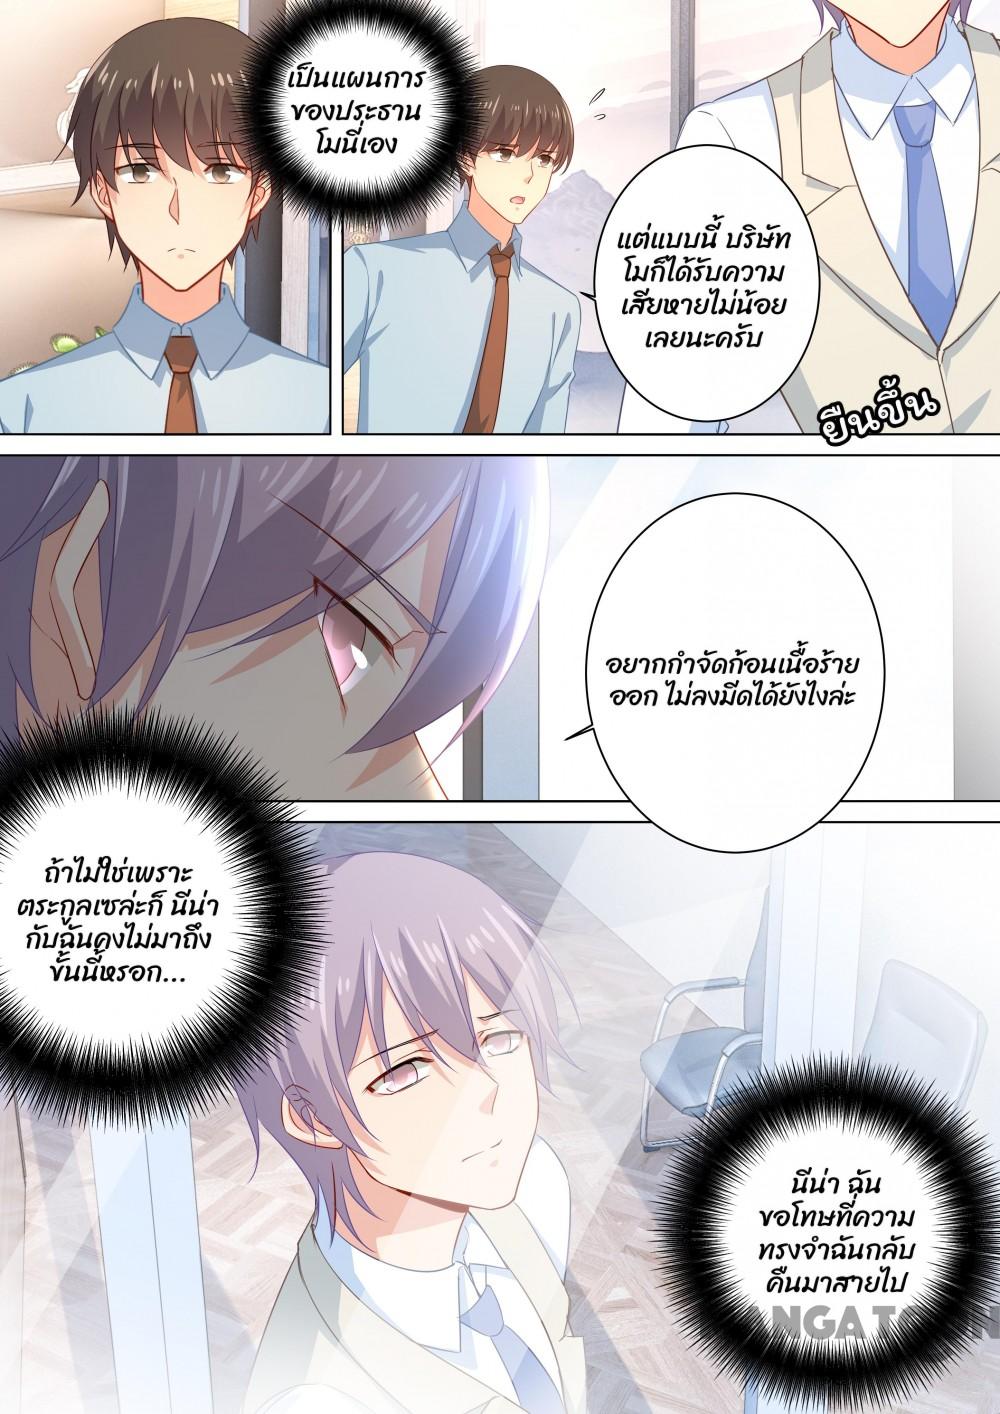 เป็นแผนการ
ของประธาน
โมนี่เอง
แต่แบบนี้ บริษัท
โมก็ได้รับความ
เสียหายไม่น้อย
เลยนะครับ
ยืนขึ้น
อยากกำจัดก้อนเนื้อร้าย
ออก ไม่ลงมีดได้ยังไงล่ะ
ถ้าไม่ใช่เพราะ
ตระกูลเซล่ะก็ นีน่า
กับฉันคงไม่มาถึง
ขั้นนี้หรอก...
นีน่า ฉัน
ขอโทษที่ความ
ทรงจำฉันกลับ
คืนมาสายไป